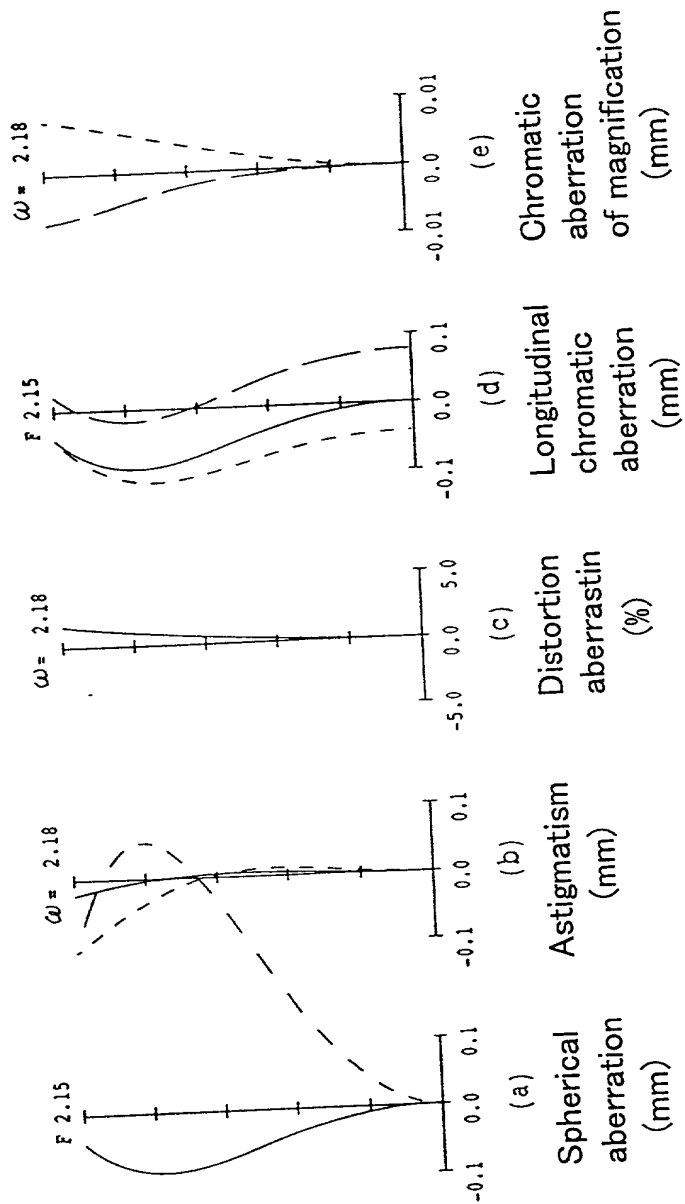 F 2.15
-0.1 0.0 0.1
(a)
Spherical
aberration
(mm)
ω= 2.18
-0.1 0.0 0.1
(b)
Astigmatism
(mm)
ω= 2.18
-5.0 0.0 5.0
(c)
Distortion
aberrastin
(%)
F 2.15
-0.1 0.0 0.1
(d)
Longitudinal
chromatic
aberration
(mm)
ω= 2.18
-0.01 0.0 0.01
(e)
Chromatic
aberration
of magnification
(mm)